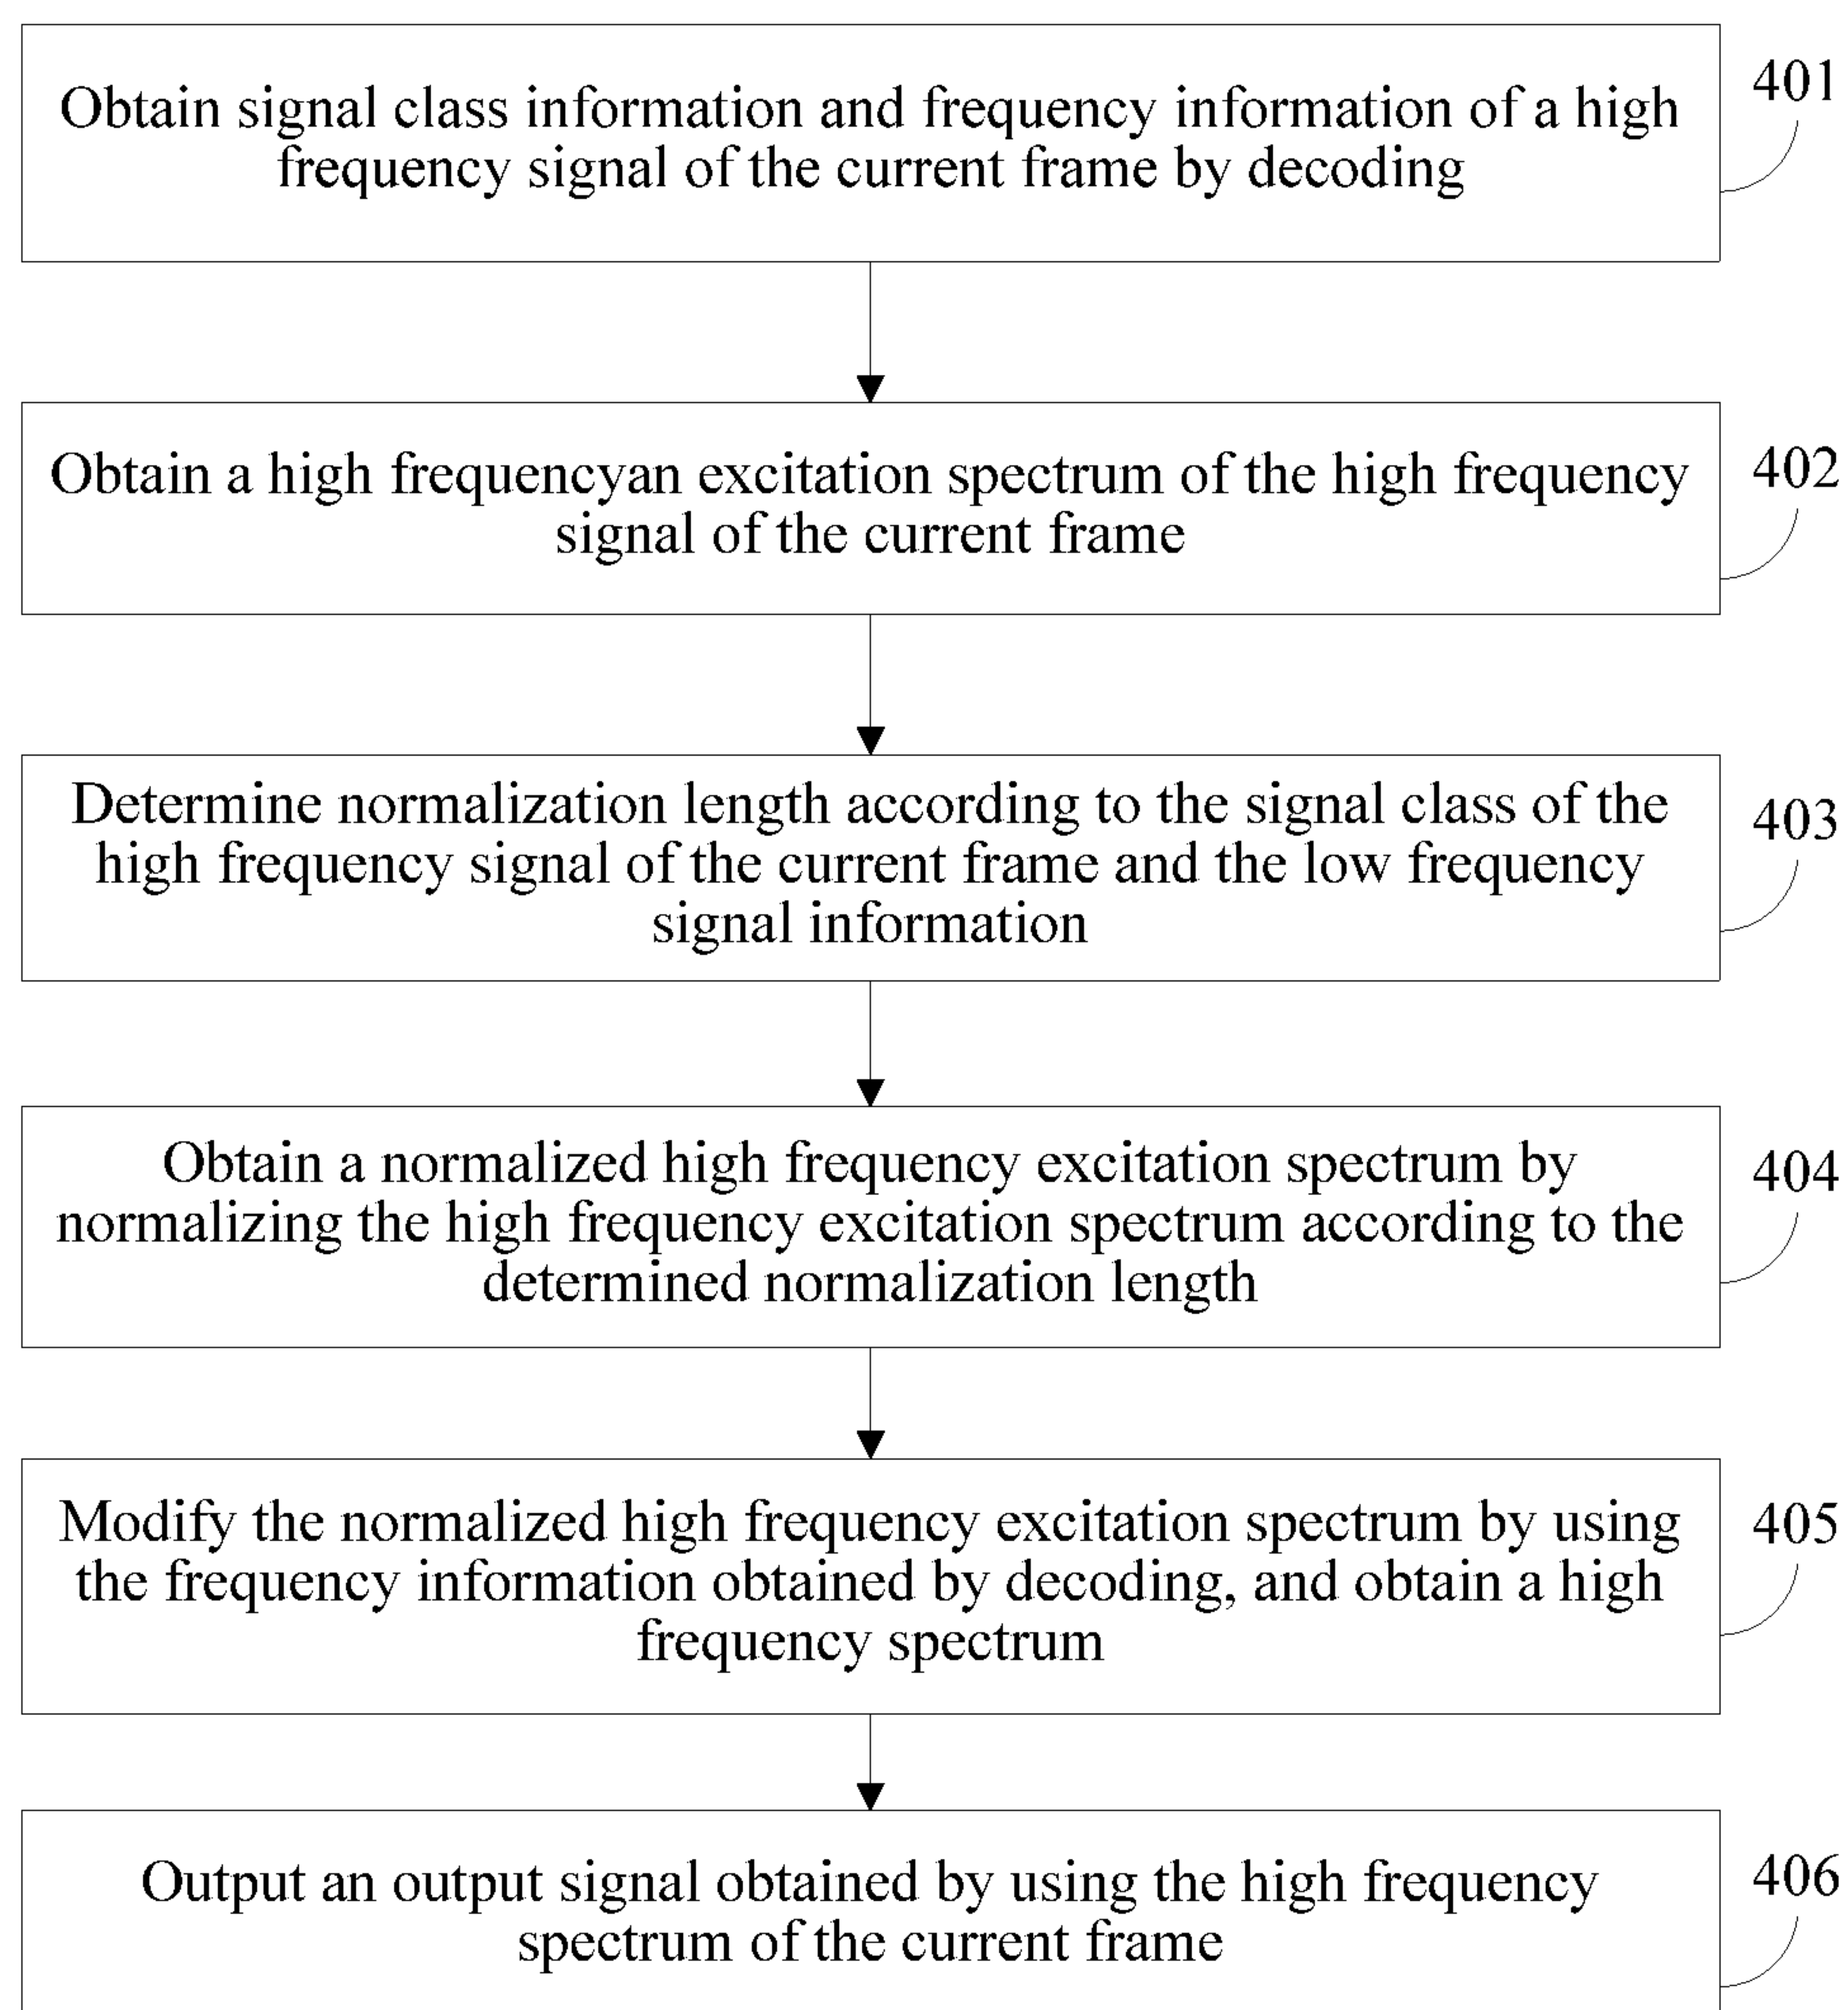 Obtain signal class information and frequency information of a high
frequency signal of the current frame by decoding
401
Obtain a high frequencyan excitation spectrum of the high frequency
signal of the current frame
402
Determine normalization length according to the signal class of the
high frequency signal of the current frame and the low frequency
signal information
403
Obtain a normalized high frequency excitation spectrum by
normalizing the high frequency excitation spectrum according to the
determined normalization length
404
Modify the normalized high frequency excitation spectrum by using
the frequency information obtained by decoding, and obtain a high
frequency spectrum
405
Output an output signal obtained by using the high frequency
spectrum of the current frame
406